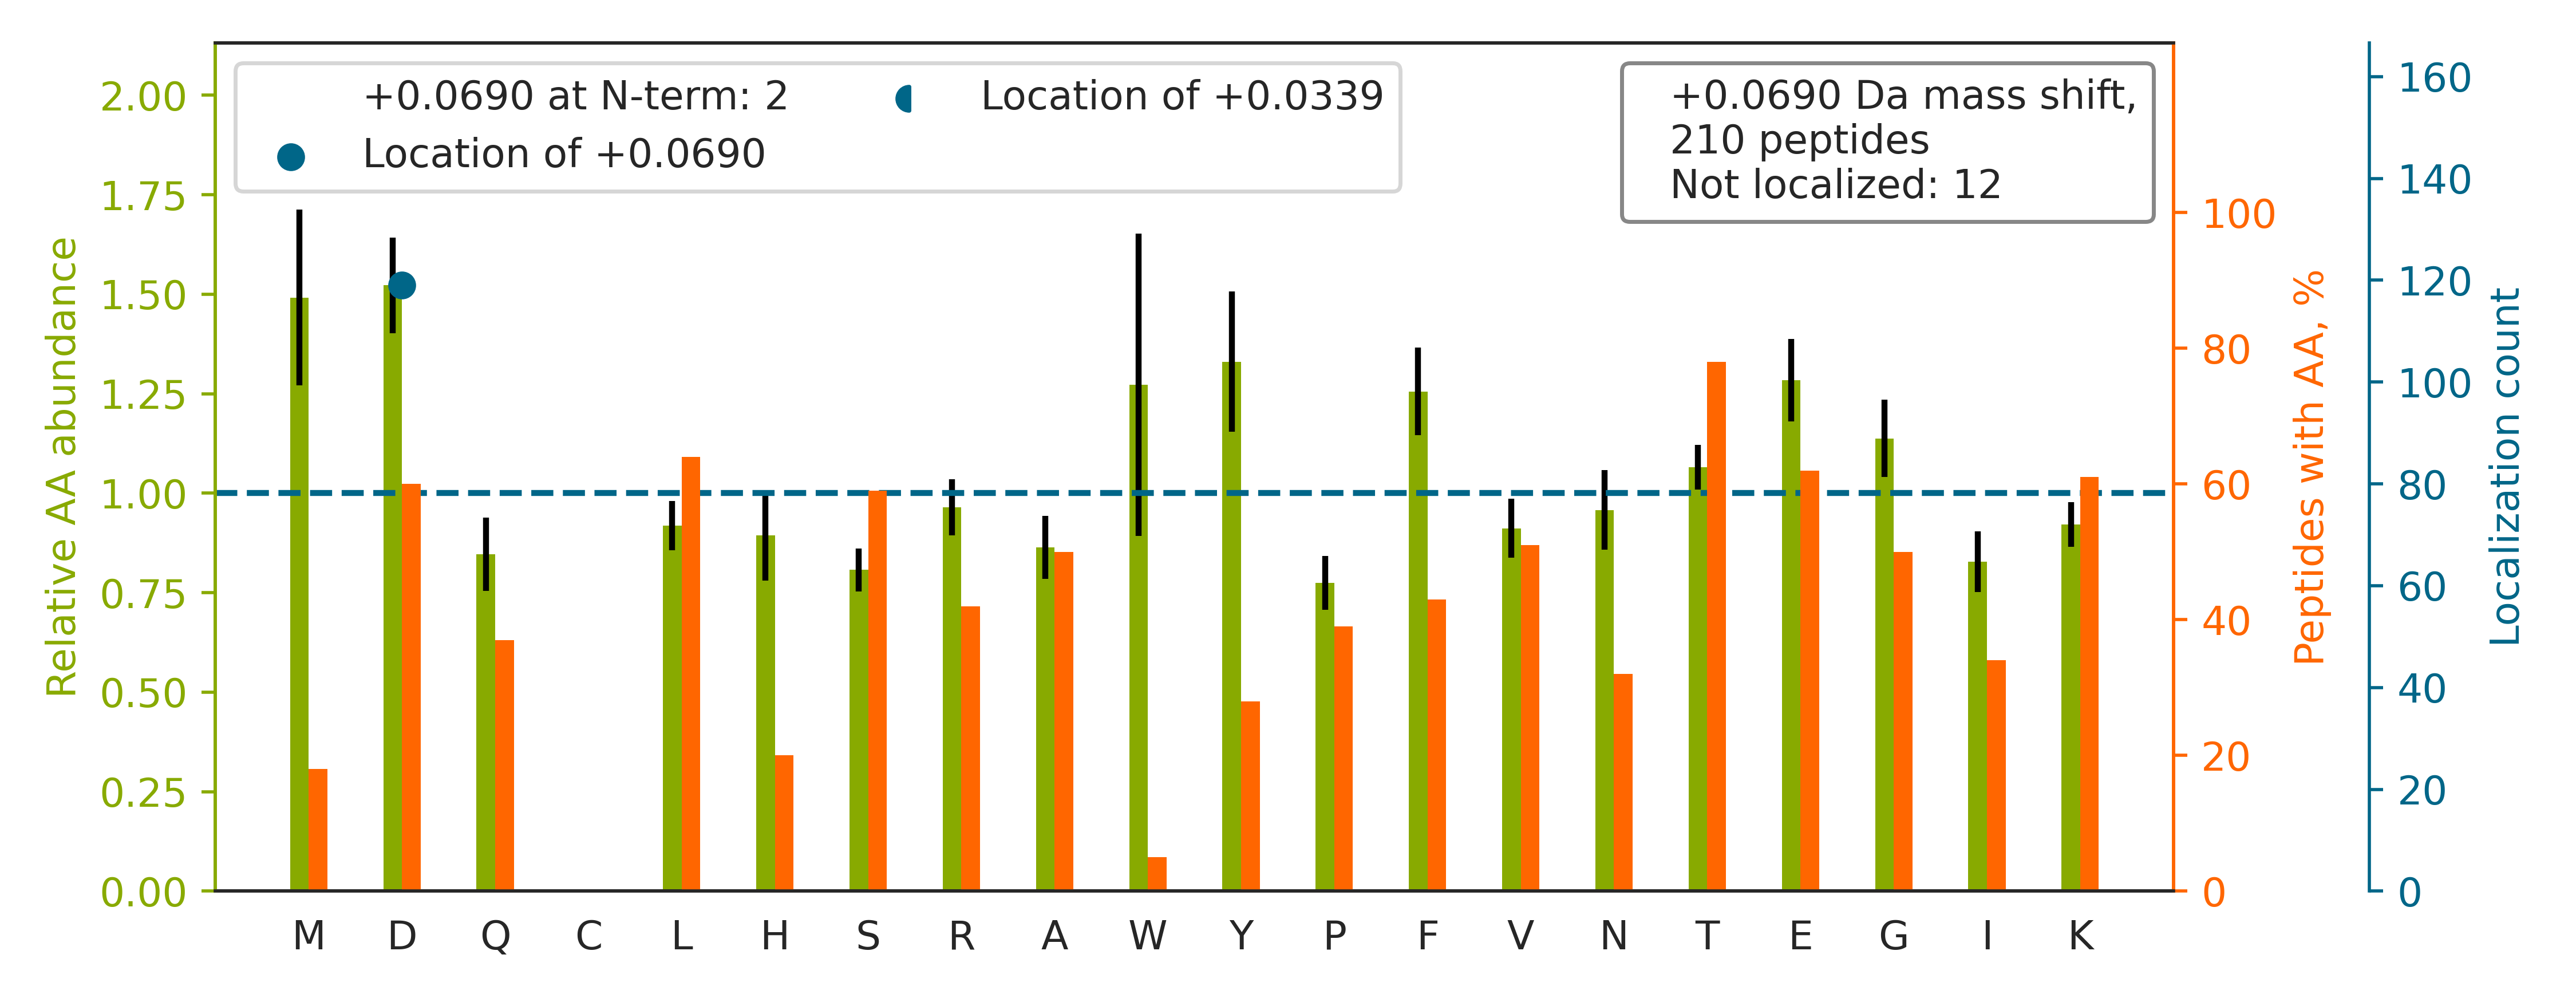 +0.0690 at N-term: 2
Location of +0.0690
Location of +0.0339
+0.0690 Da mass shift,
210 peptides
Not localized: 12
Relative AA abundance
2.00
1.75
1.50
1.25
1.00
0.75
0.50
0.25
0.00
M D Q C L H S R A W Y P F V N T E G I K
100
80
60
40
20
0
Peptides with AA, %
160
140
120
100
80
60
40
20
0
Localization count